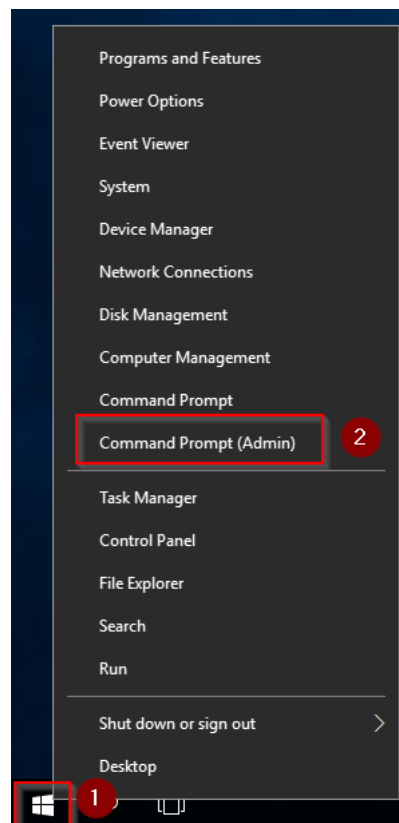 Programs and Features
Power Options
Event Viewer
System
Device Manager
Network Connections
Disk Management
Computer Management
Command Prompt
Command Prompt (Admin) 2
Task Manager
Control Panel
File Explorer
Search
Run
Shut down or sign out
Desktop
1